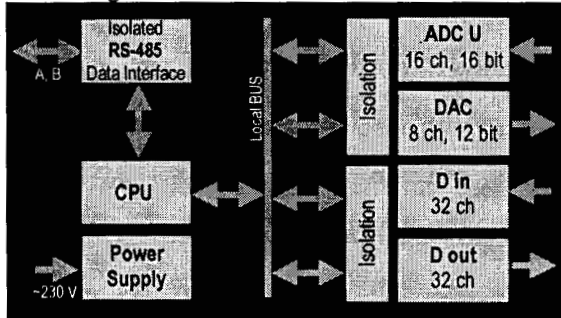 Isolated
RS-485
Data Interface
A, B
CPU
Power
Supply
~230 V
Local BUS
Isolation
Isolation
ADC U
16 ch, 16 bit
DAC
8 ch, 12 bit
D in
32 ch
D out
32 ch